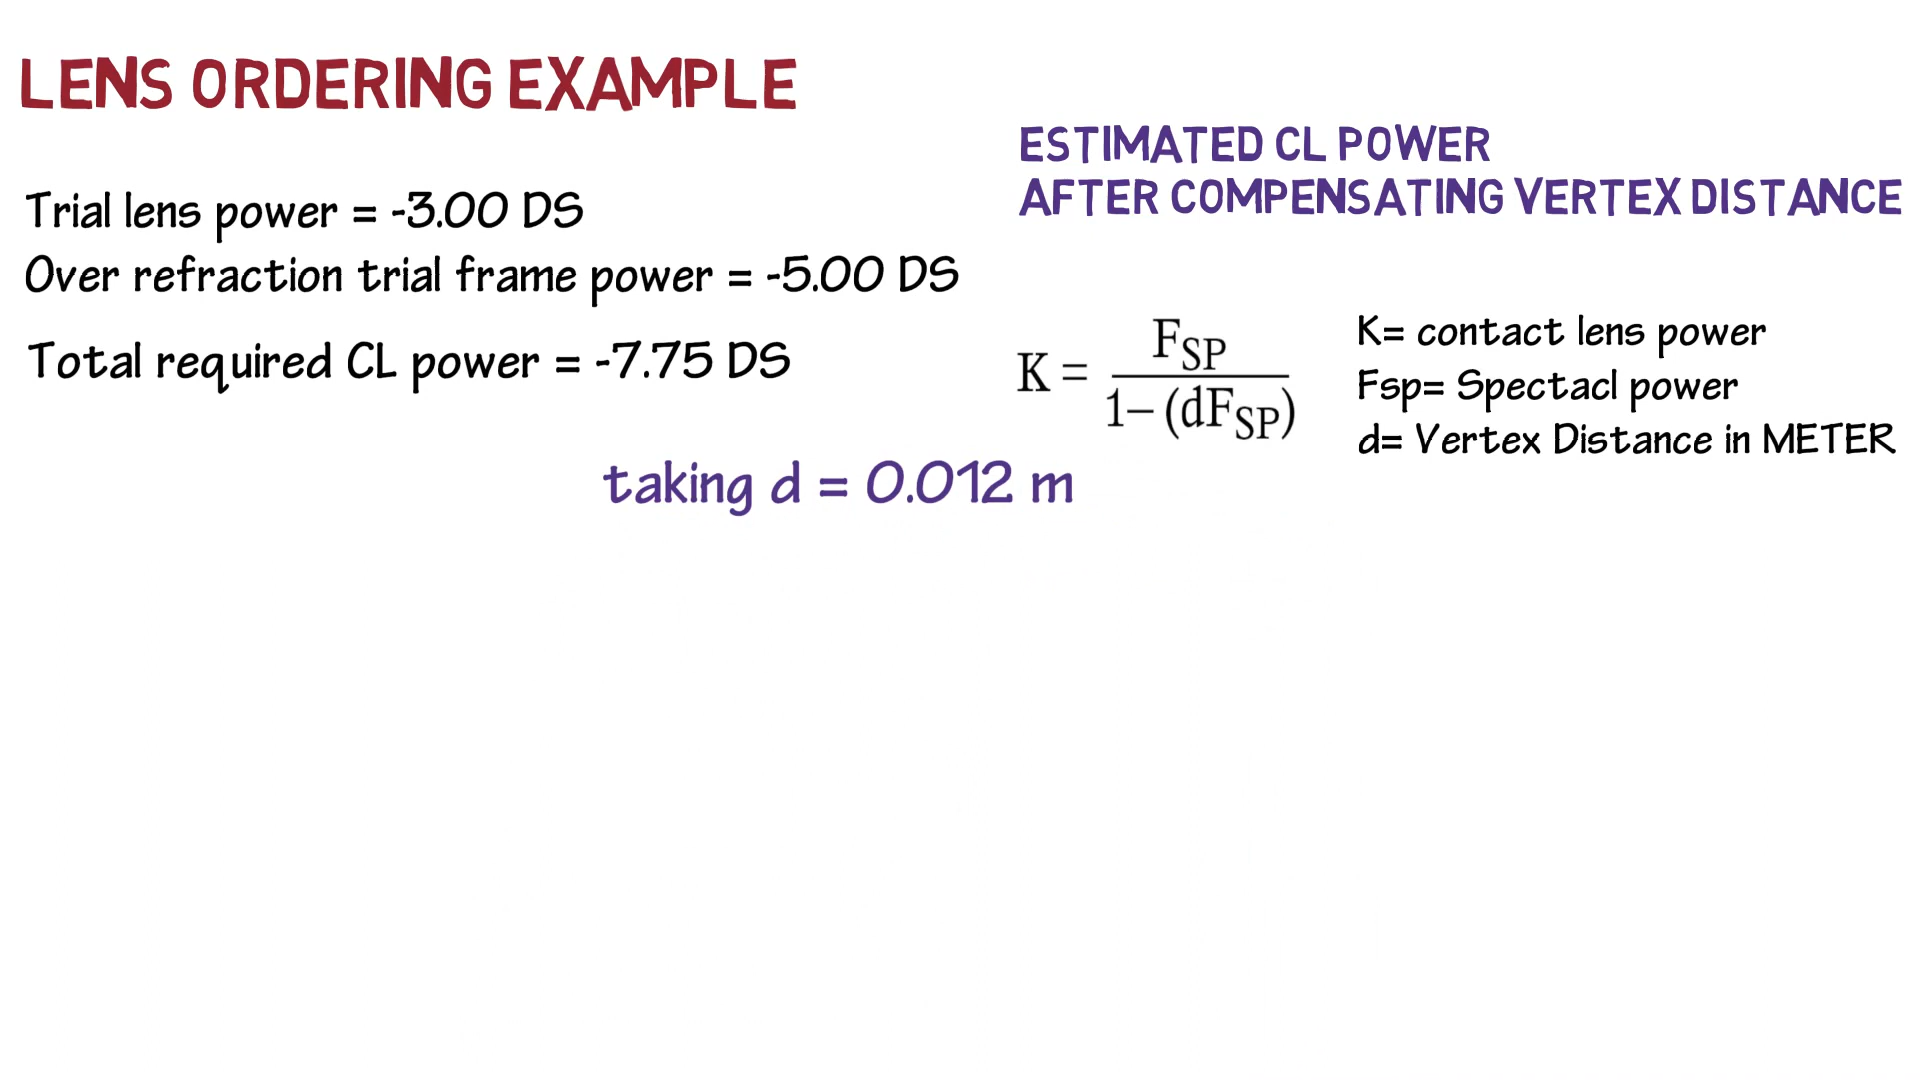 LENS ORDERING EXAMPLE
ESTIMATED CL POWER
AFTER COMPENSATING VERTEX DISTANCE
Trial lens power = -3.00 DS
Over refraction trial frame power = -5.00 DS
Total required CL power = -7.75 DS
K = F_SP / 1– (dF_SP)
K= contact lens power
Fsp= Spectacl power
d= Vertex Distance in METER
taking d = 0.012 m